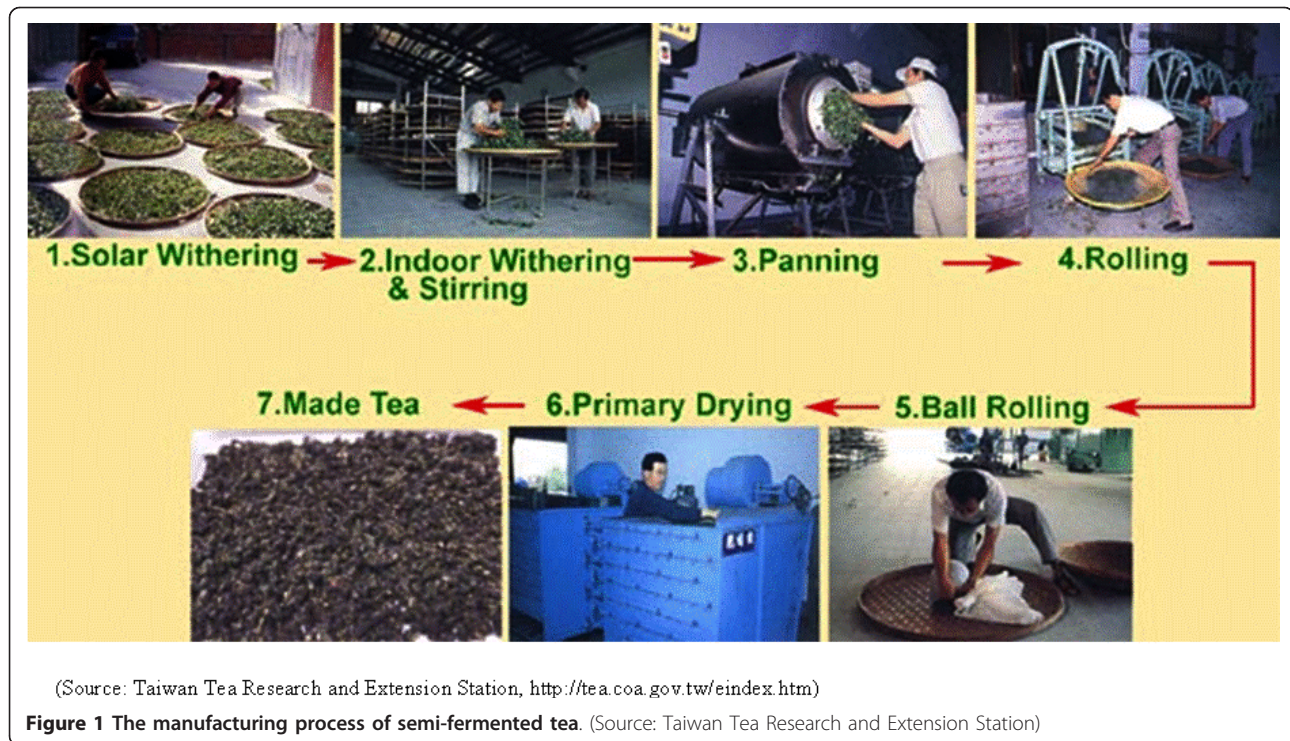 1.Solar Withering
2.Indoor Withering
& Stirring
3.Panning
4.Rolling
5.Ball Rolling
6.Primary Drying
7.Made Tea
(Source: Taiwan Tea Research and Extension Station, http://tea.coa.gov.tw/eindex.htm)
Figure 1 The manufacturing process of semi-fermented tea. (Source: Taiwan Tea Research and Extension Station)